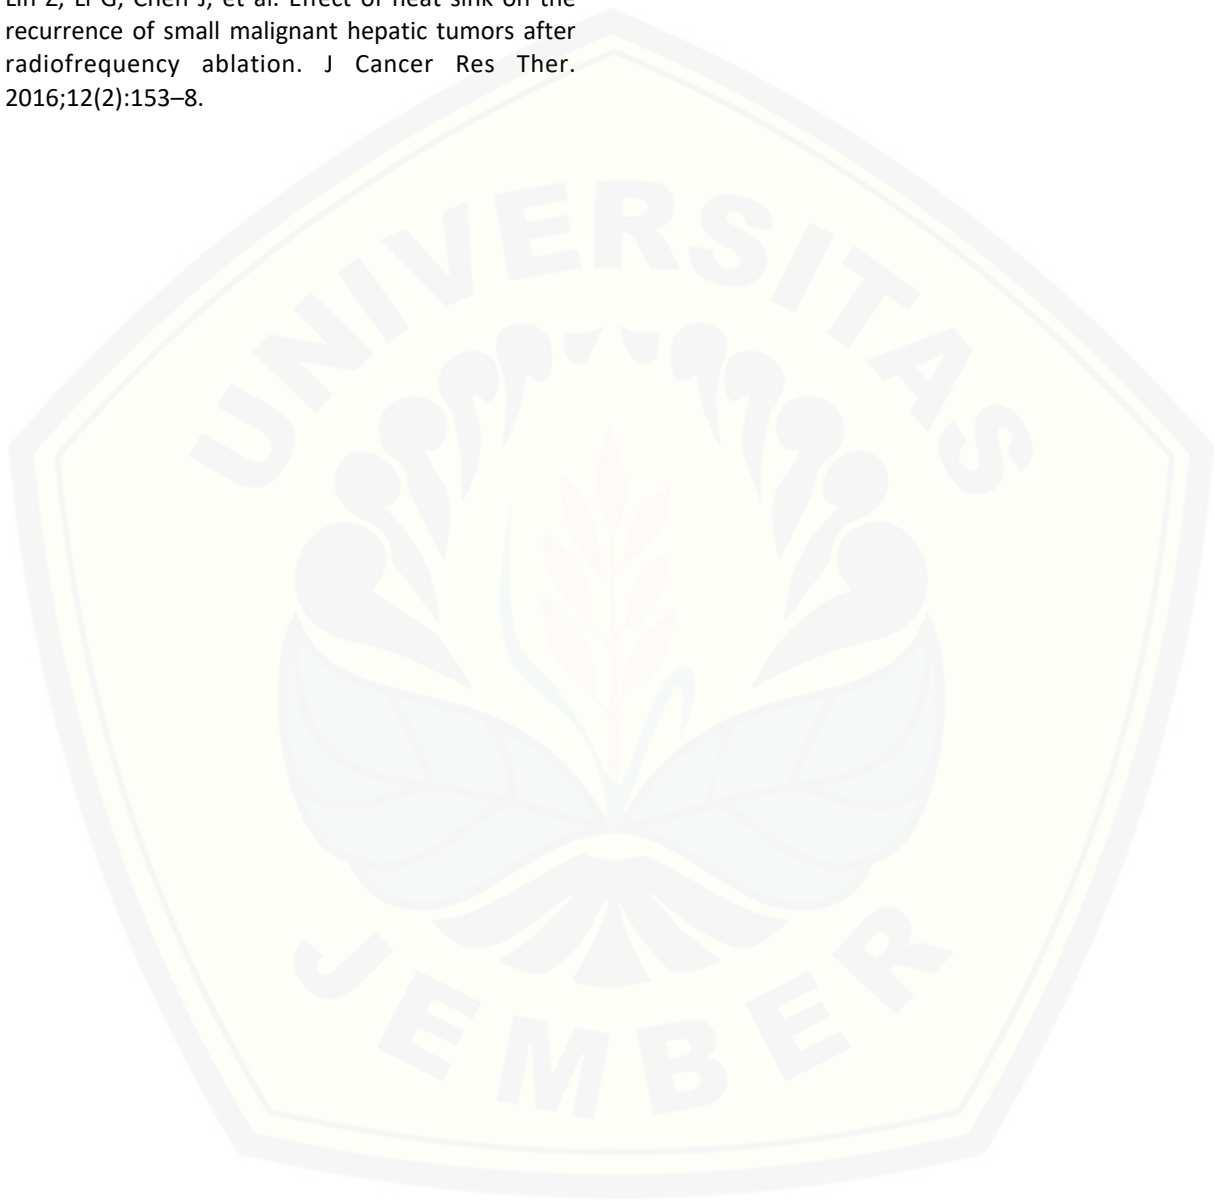 Lin Z, Li G, Chen J, et al. Effect of heat sink on the
recurrence of small malignant hepatic tumors after
radiofrequency ablation. J Cancer Res Ther.
2016;12(2):153–8.
UNIVERSITAS
JEMBER